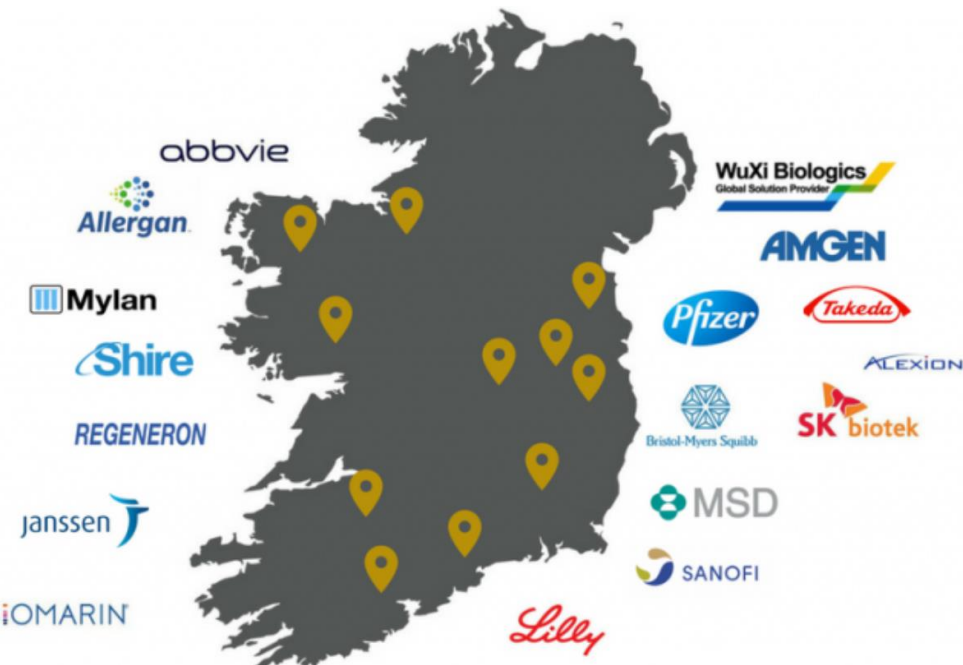 abbvie
WuXi Biologics
Global Solution Provider
Allergan
AMGEN
Mylan
Pfizer
Takeda
Shire
ALEXION
REGENERON
Bristol-Myers Squibb
SK biotek
janssen
MSD
SANOFI
iOMARIN
Lilly